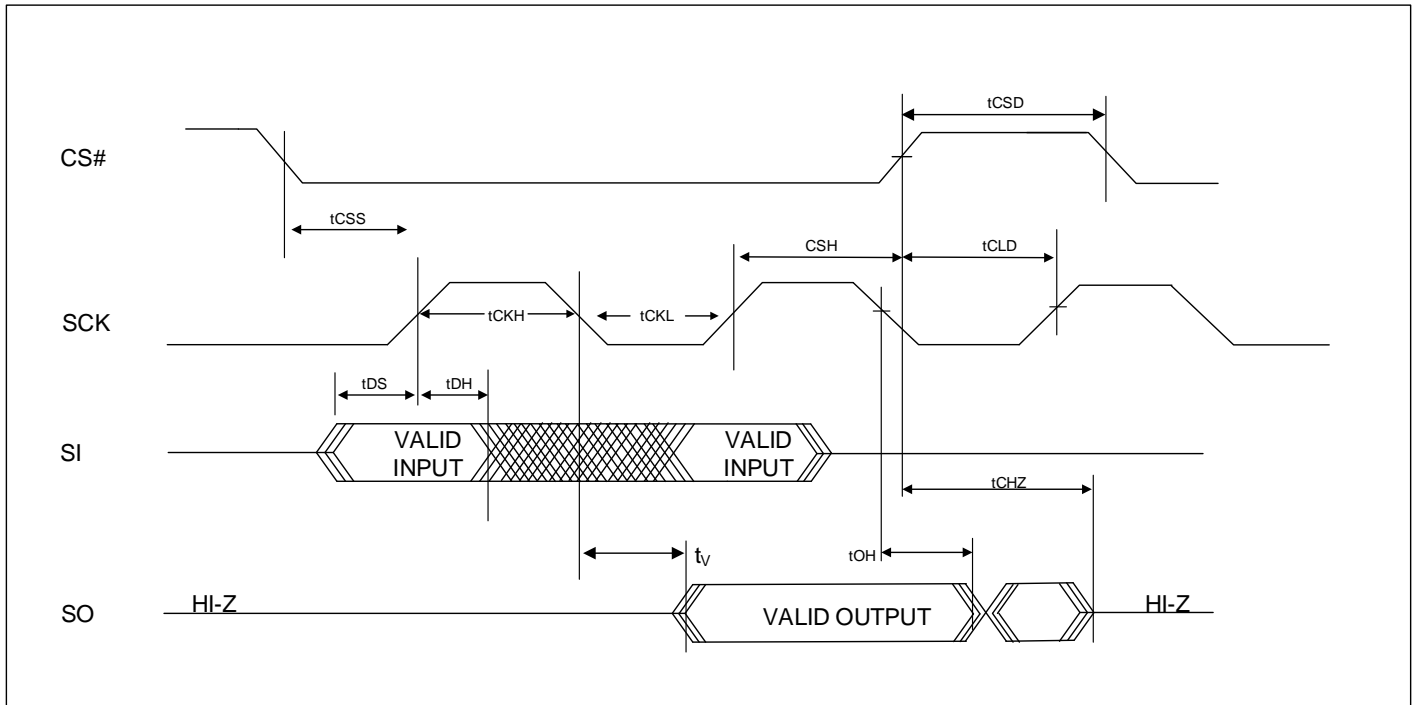 tCSD
CS#
tCSS
CSH
tCLD
SCK
tCKH
tCKL
tDS
tDH
SI
VALID
INPUT
VALID
INPUT
tCHZ
tV
tOH
SO
HI-Z
VALID OUTPUT
HI-Z